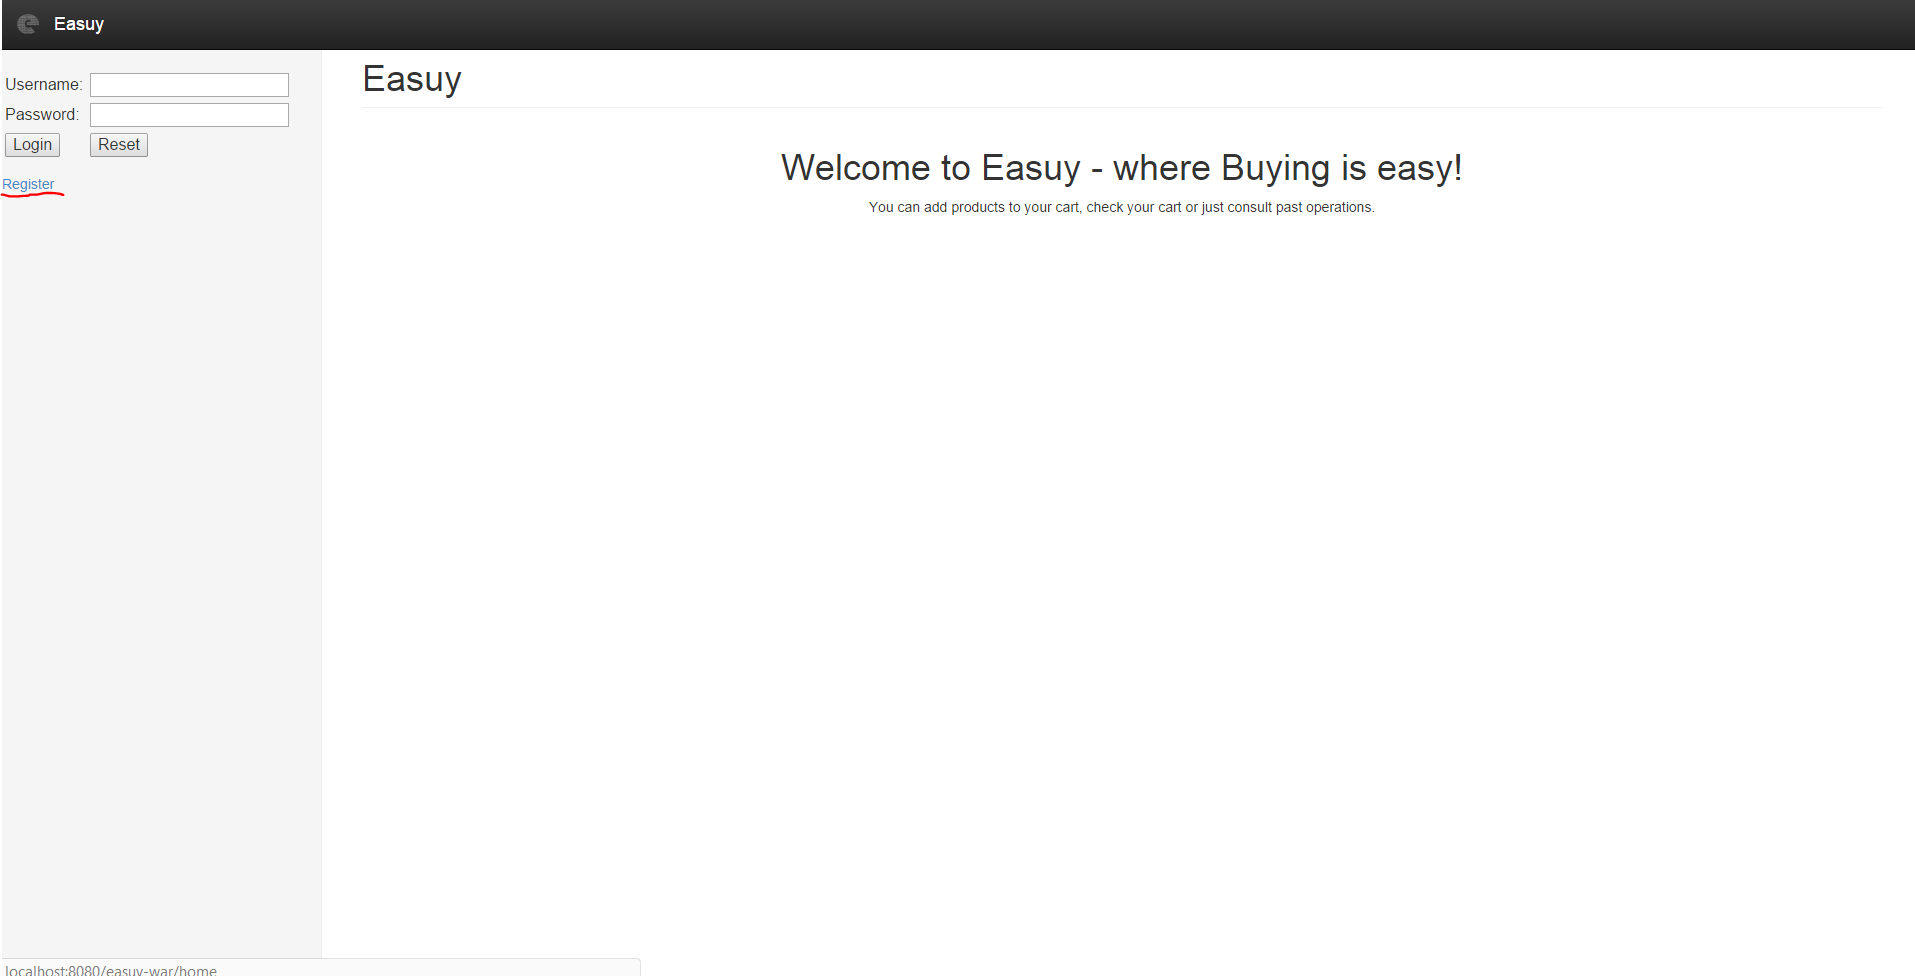 Easuy
Username:
Password:
Login Reset
Register
Easuy
Welcome to Easuy - where Buying is easy!
You can add products to your cart, check your cart or just consult past operations.
localhost:8080/easuy-war/home